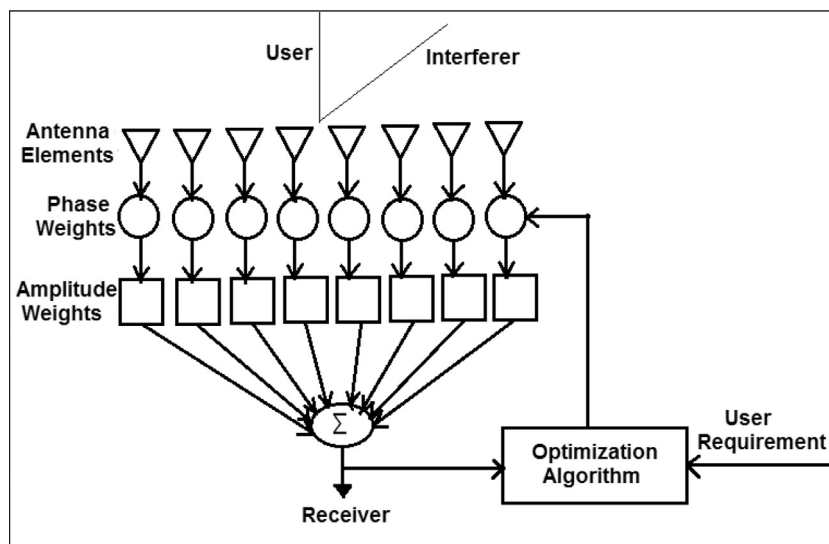 User
Interferer
Antenna
Elements
Phase
Weights
Amplitude
Weights
Σ
User
Requirement
Optimization
Algorithm
Receiver